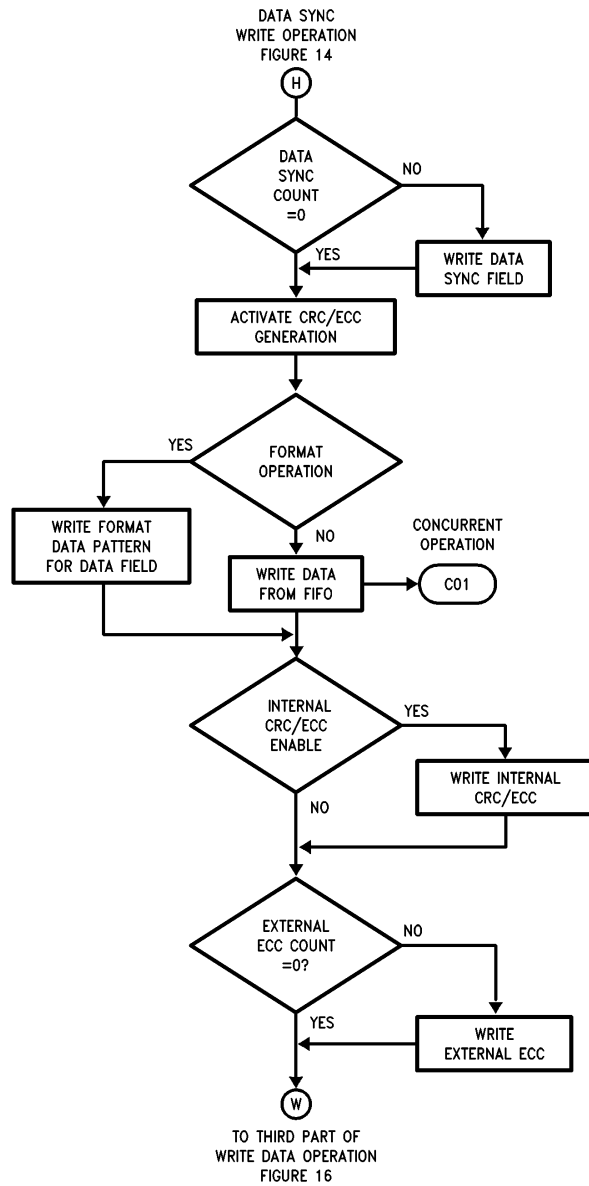 DATA SYNC
WRITE OPERATION
FIGURE 14
H
DATA
SYNC
COUNT
=0
NO
YES
WRITE DATA
SYNC FIELD
ACTIVATE CRC/ECC
GENERATION
YES
FORMAT
OPERATION
WRITE FORMAT
DATA PATTERN
FOR DATA FIELD
NO
CONCURRENT
OPERATION
WRITE DATA
FROM FIFO
C01
INTERNAL
CRC/ECC
ENABLE
YES
WRITE INTERNAL
CRC/ECC
NO
EXTERNAL
ECC COUNT
=0?
NO
YES
WRITE
EXTERNAL ECC
W
TO THIRD PART OF
WRITE DATA OPERATION
FIGURE 16